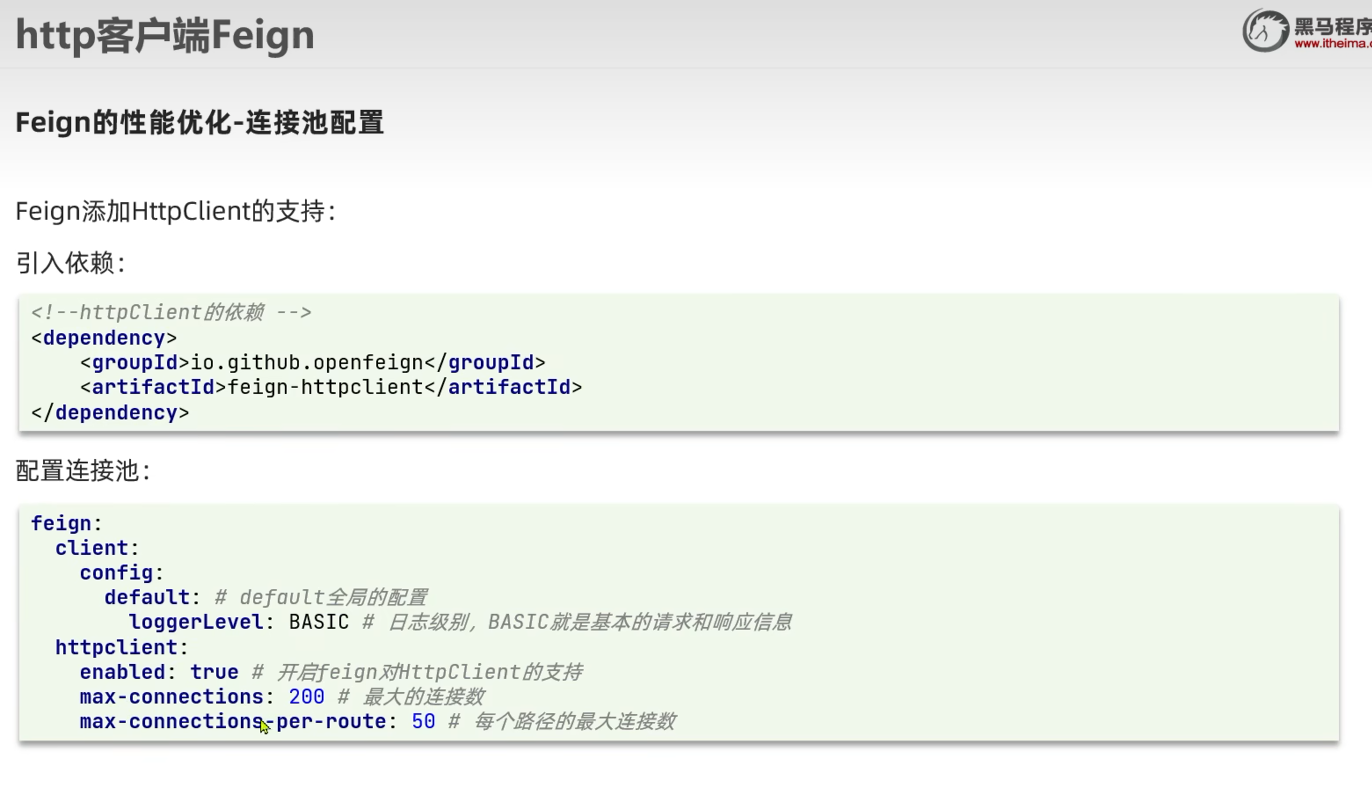 http客户端Feign
黑马程序
www.itheima.c
Feign的性能优化-连接池配置
Feign添加HttpClient的支持：
引入依赖：
<!--httpClient的依赖 -->
<dependency>
    <groupId>io.github.openfeign</groupId>
    <artifactId>feign-httpclient</artifactId>
</dependency>
配置连接池：
feign:
  client:
    config:
      default: # default全局的配置
        loggerLevel: BASIC # 日志级别，BASIC就是基本的请求和响应信息
  httpclient:
    enabled: true # 开启feign对HttpClient的支持
    max-connections: 200 # 最大的连接数
    max-connections-per-route: 50 # 每个路径的最大连接数